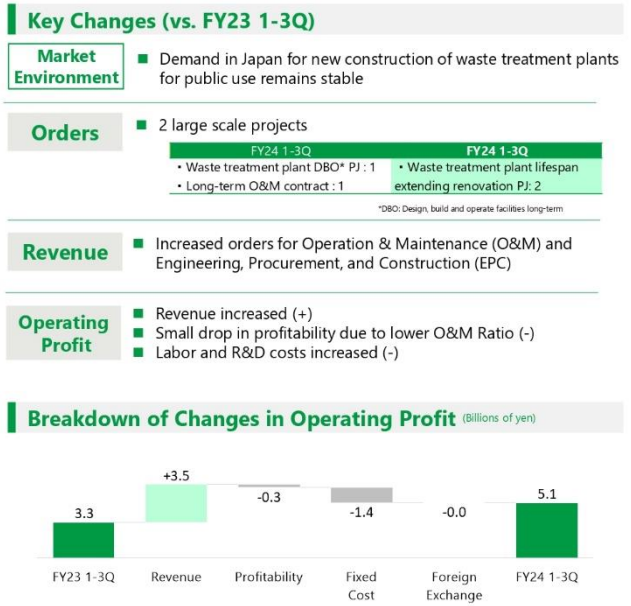 Key Changes (vs. FY23 1-3Q)
Market
Environment
■ Demand in Japan for new construction of waste treatment plants
for public use remains stable
Orders
■ 2 large scale projects
FY24 1-3Q FY24 1-3Q
・Waste treatment plant DBO* PJ : 1 ・Waste treatment plant lifespan
・Long-term O&M contract : 1 extending renovation PJ: 2
*DBO: Design, build and operate facilities long-term
Revenue
■ Increased orders for Operation & Maintenance (O&M) and
Engineering, Procurement, and Construction (EPC)
Operating
Profit
■ Revenue increased (+)
■ Small drop in profitability due to lower O&M Ratio (-)
■ Labor and R&D costs increased (-)
Breakdown of Changes in Operating Profit (Billions of yen)
3.3
+3.5
-0.3
-1.4
-0.0
5.1
FY23 1-3Q Revenue Profitability Fixed Foreign FY24 1-3Q
Cost Exchange